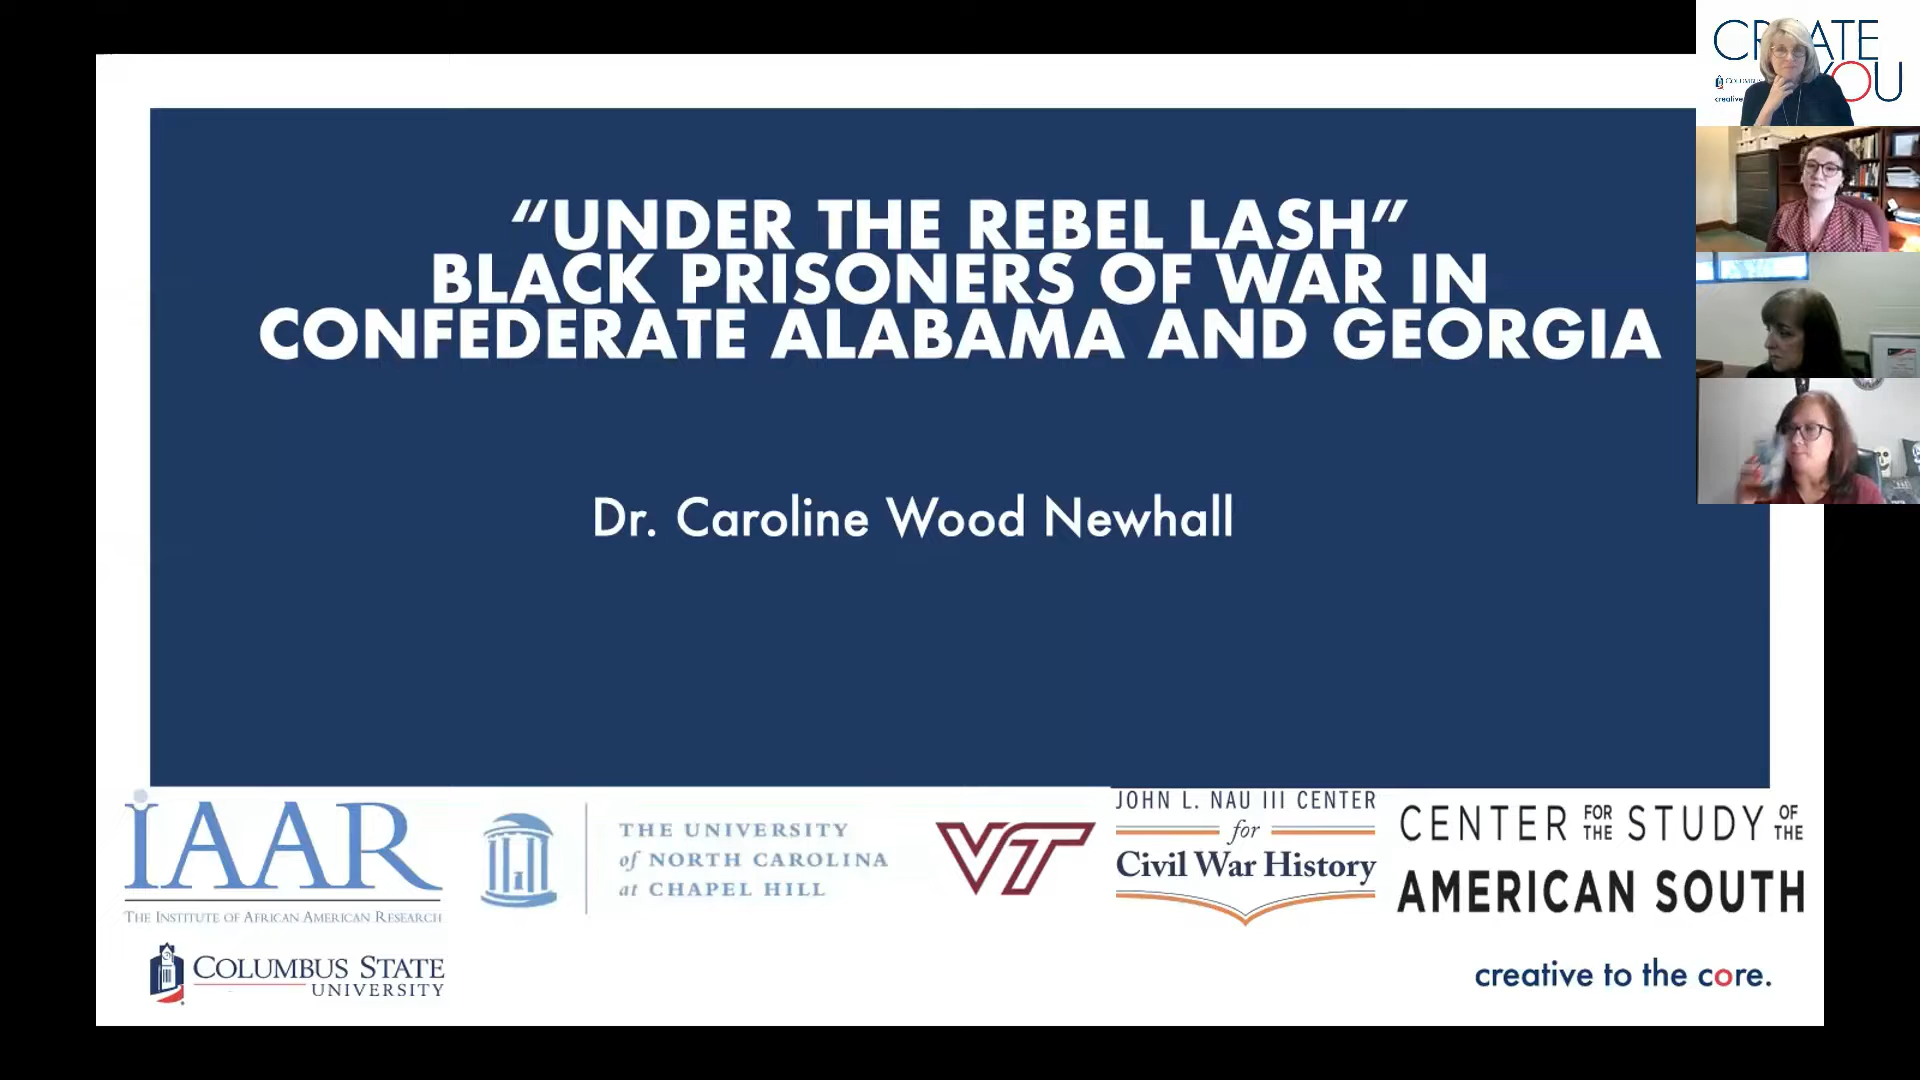 “UNDER THE REBEL LASH”
BLACK PRISONERS OF WAR IN
CONFEDERATE ALABAMA AND GEORGIA
Dr. Caroline Wood Newhall
IAAR
THE INSTITUTE OF AFRICAN AMERICAN RESEARCH
THE UNIVERSITY
of NORTH CAROLINA
at CHAPEL HILL
VT
JOHN L. NAU III CENTER
for
Civil War History
CENTER FOR THE STUDY OF THE
AMERICAN SOUTH
COLUMBUS STATE
UNIVERSITY
creative to the core.
YOU
creative